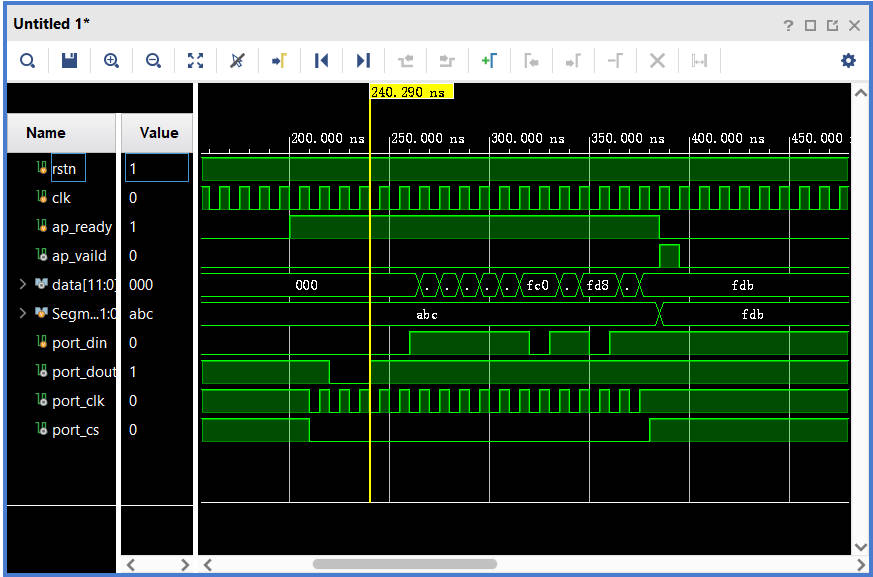 Untitled 1*
?
240.290 ns
Name Value
200.000 ns 250.000 ns 300.000 ns 350.000 ns 400.000 ns 450.000
rstn 1
clk 0
ap_ready 1
ap_vaild 0
data[11:0] 000 000 . . . . . fc0 . fd8 . fdb
Segm...1:0 abc abc fdb
port_din 0
port_dout 1
port_clk 0
port_cs 0